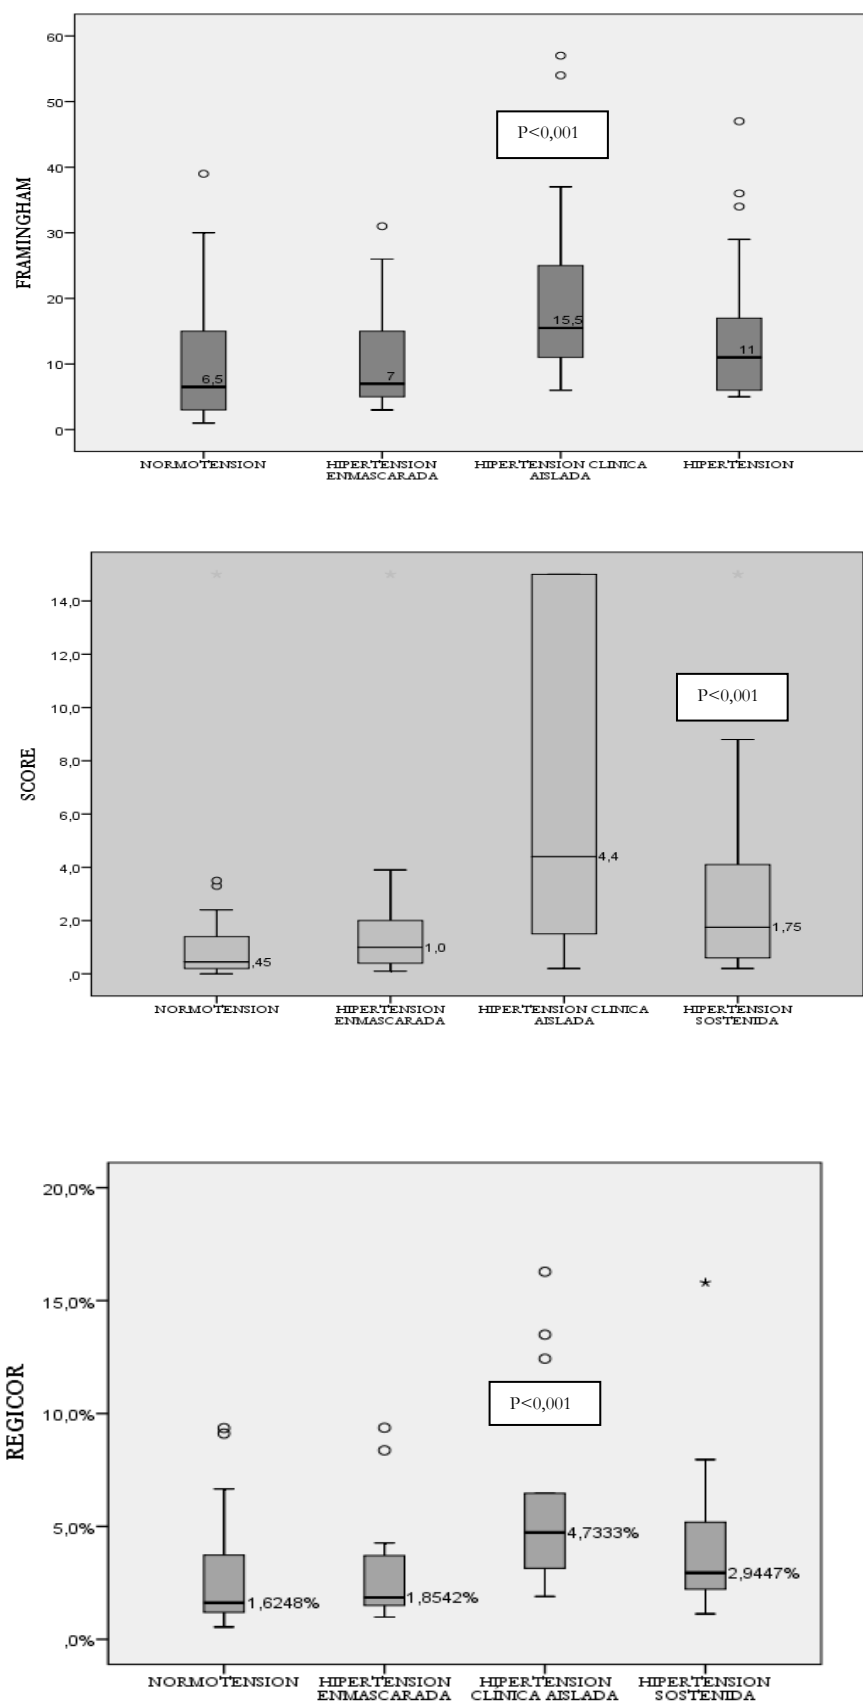 60
50
P<0,001
40
FRAMINGHAM
30
20
15,5
11
10
6,5
7
0
NORMOTENSION
HIPERTENSION
ENMASCARADA
HIPERTENSION CLINICA
AISLADA
HIPERTENSION
14,0
12,0
P<0,001
10,0
SCORE
8,0
6,0
4,0
4,4
2,0
1,75
1,0
,45
,0
NORMOTENSION
HIPERTENSION
ENMASCARADA
HIPERTENSION CLINICA
AISLADA
HIPERTENSION
SOSTENIDA
20,0%
15,0%
P<0,001
REGICOR
10,0%
5,0%
4,7333%
2,9447%
1,6248%
1,8542%
,0%
NORMOTENSION
HIPERTENSION
ENMASCARADA
HIPERTENSION
CLINICA AISLADA
HIPERTENSION
SOSTENIDA